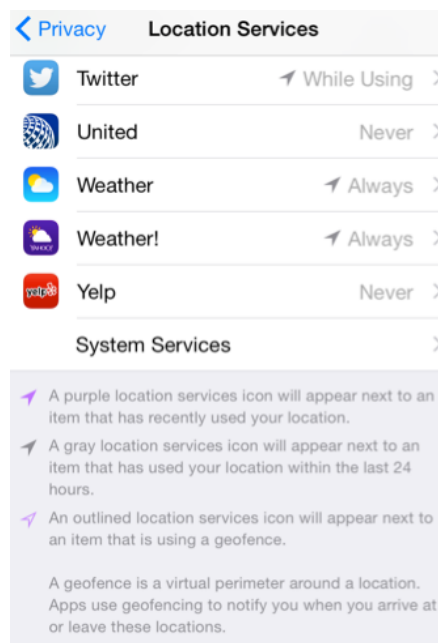 Privacy Location Services
Twitter While Using
United Never
Weather Always
YAHOO! Weather! Always
yelp Yelp Never
System Services
A purple location services icon will appear next to an
item that has recently used your location.
A gray location services icon will appear next to an
item that has used your location within the last 24
hours.
An outlined location services icon will appear next to
an item that is using a geofence.
A geofence is a virtual perimeter around a location.
Apps use geofencing to notify you when you arrive at
or leave these locations.